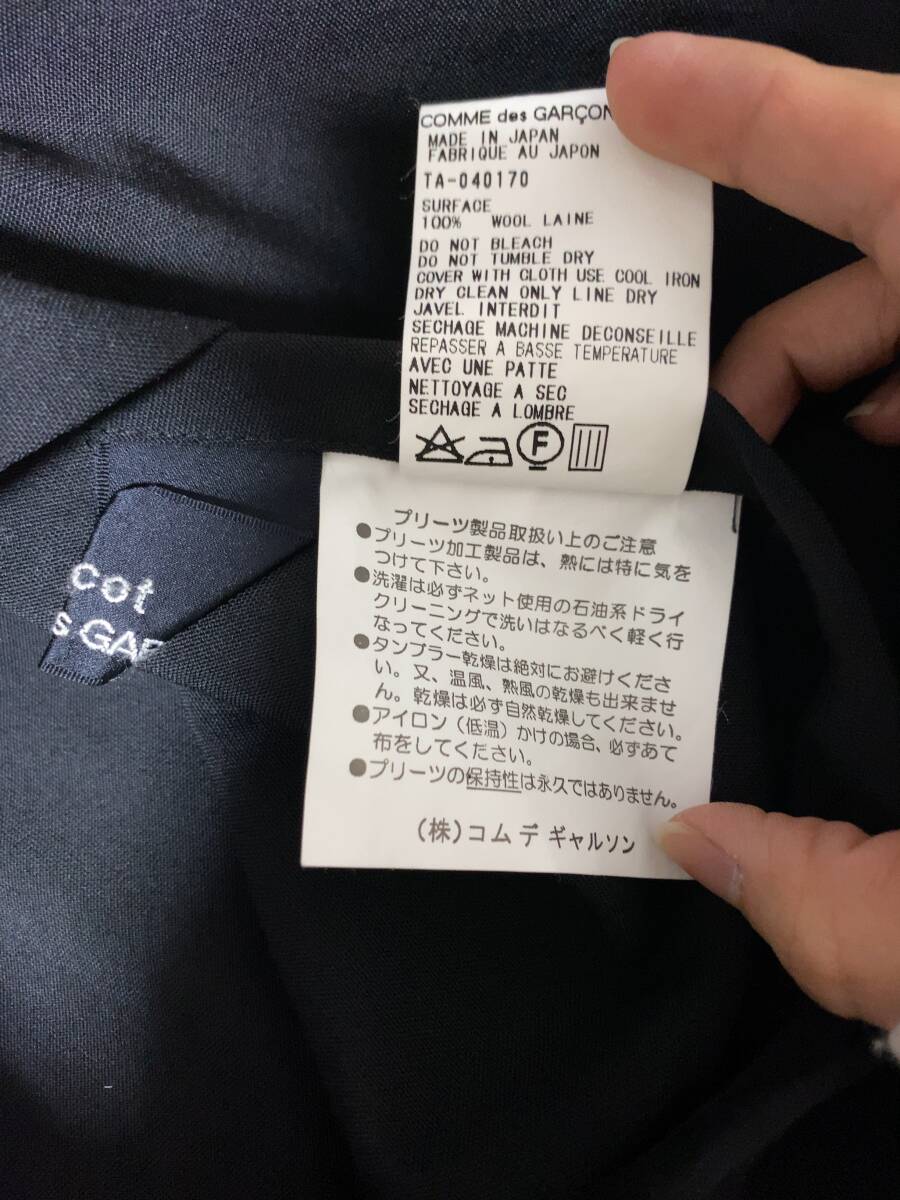 COMME des GARÇON
MADE IN JAPAN
FABRIQUE AU JAPON
TA-040170
SURFACE
100% WOOL LAINE
DO NOT BLEACH
DO NOT TUMBLE DRY
COVER WITH CLOTH USE COOL IRON
DRY CLEAN ONLY LINE DRY
JAVEL INTERDIT
SECHAGE MACHINE DECONSEILLE
REPASSER A BASSE TEMPERATURE
AVEC UNE PATTE
NETTOYAGE A SEC
SECHAGE A LOMBRE
F
cot
s GAR
プリーツ製品取扱い上のご注意
●プリーツ加工製品は、熱には特に気を
つけて下さい。
●洗濯は必ずネット使用の石油系ドライ
クリーニングで洗いはなるべく軽く行
なってください。
●タンブラー乾燥は絶対にお避けくださ
い。又、温風、熱風の乾燥も出来ませ
ん。乾燥は必ず自然乾燥してください。
●アイロン（低温）かけの場合、必ずあて
布をしてください。
●プリーツの保持性は永久ではありません。
(株)コム デ ギャルソン